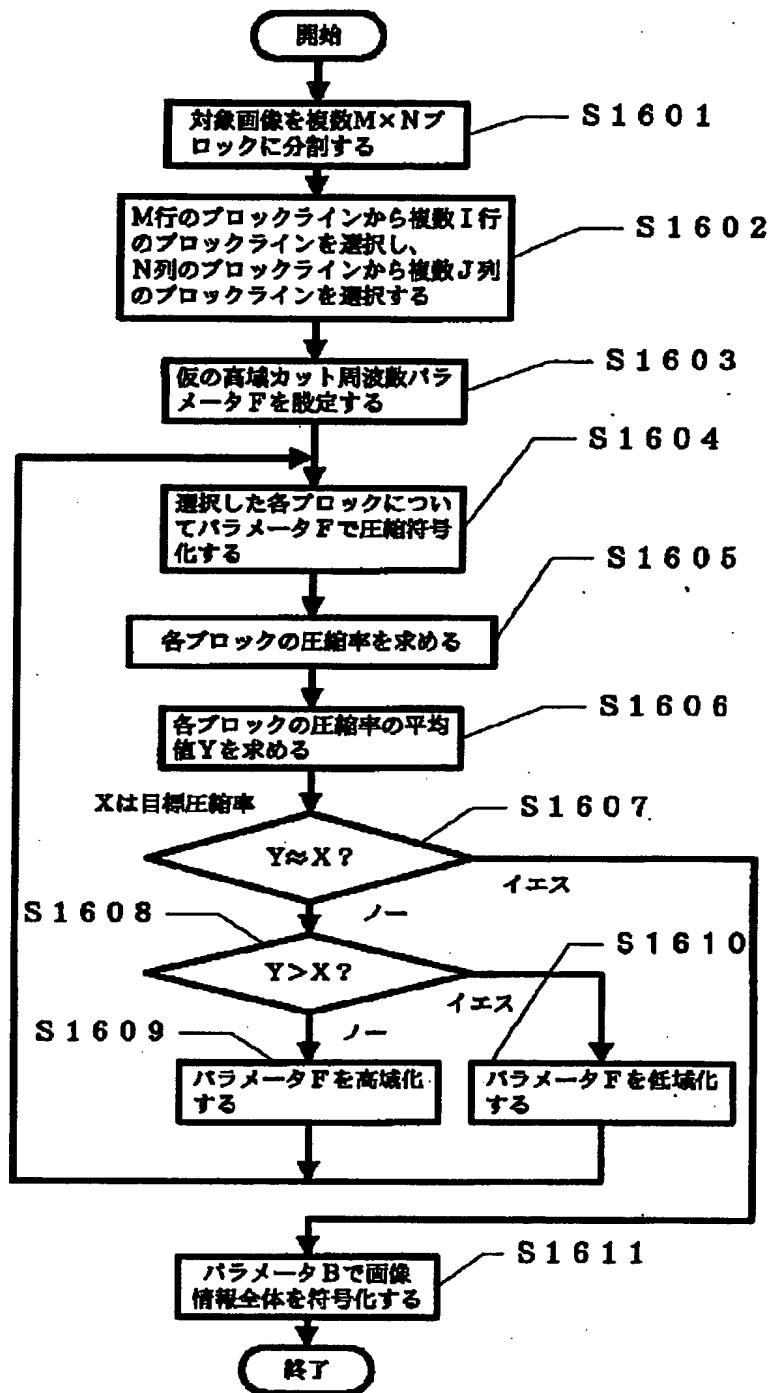 開始
対象画像を複数M×Nブ
ロックに分割する
S1601
M行のブロックラインから複数I行
のブロックラインを選択し、
N列のブロックラインから複数J列
のブロックラインを選択する
S1602
仮の高域カット周波数パラ
メータFを設定する
S1603
選択した各ブロックについ
てパラメータFで圧縮符号
化する
S1604
各ブロックの圧縮率を求める
S1605
各ブロックの圧縮率の平均
値Yを求める
S1606
Xは目標圧縮率
Y≈X?
S1607
イエス
ノー
S1608
Y>X?
イエス
ノー
S1609
パラメータFを高域化
する
S1610
パラメータFを低域化
する
パラメータBで画像
情報全体を符号化する
S1611
終了